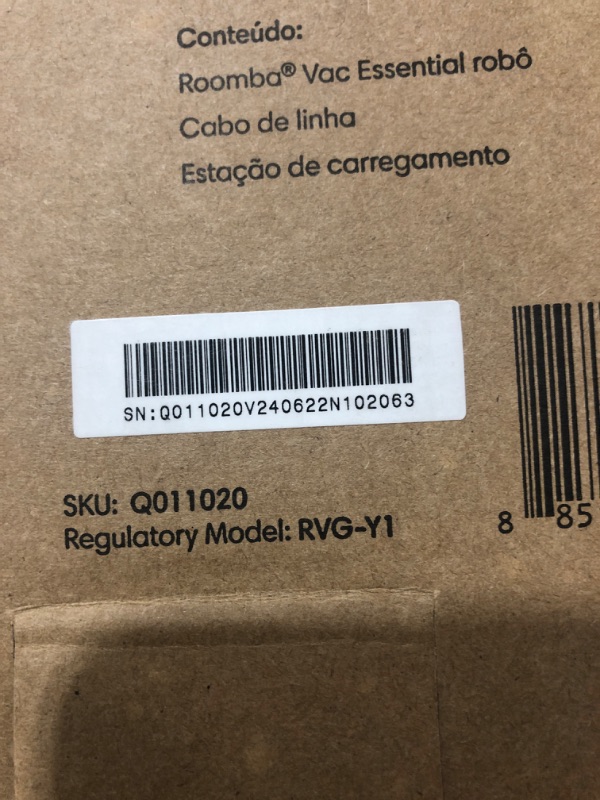 Conteúdo:
Roomba® Vac Essential robô
Cabo de linha
Estação de carregamento
SN:Q011020V240622N102063
SKU: Q011020
Regulatory Model: RVG-Y1
8 85